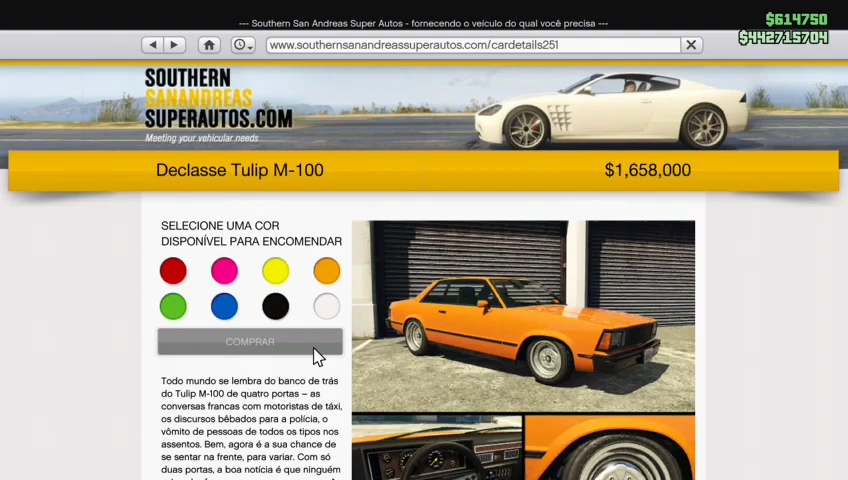 --- Southern San Andreas Super Autos - fornecendo o veículo do qual você precisa ---
$614750
$442715704
www.southernsanandreassuperautos.com/cardetails251
SOUTHERN
SANANDREAS
SUPERAUTOS.COM
Meeting your vehicular needs
Declasse Tulip M-100
$1,658,000
SELECIONE UMA COR
DISPONÍVEL PARA ENCOMENDAR
COMPRAR
Todo mundo se lembra do banco de trás
do Tulip M-100 de quatro portas – as
conversas francas com motoristas de táxi,
os discursos bêbados para a polícia, o
vômito de pessoas de todos os tipos nos
assentos. Bem, agora é a sua chance de
se sentar na frente, para variar. Com só
duas portas, a boa notícia é que ninguém